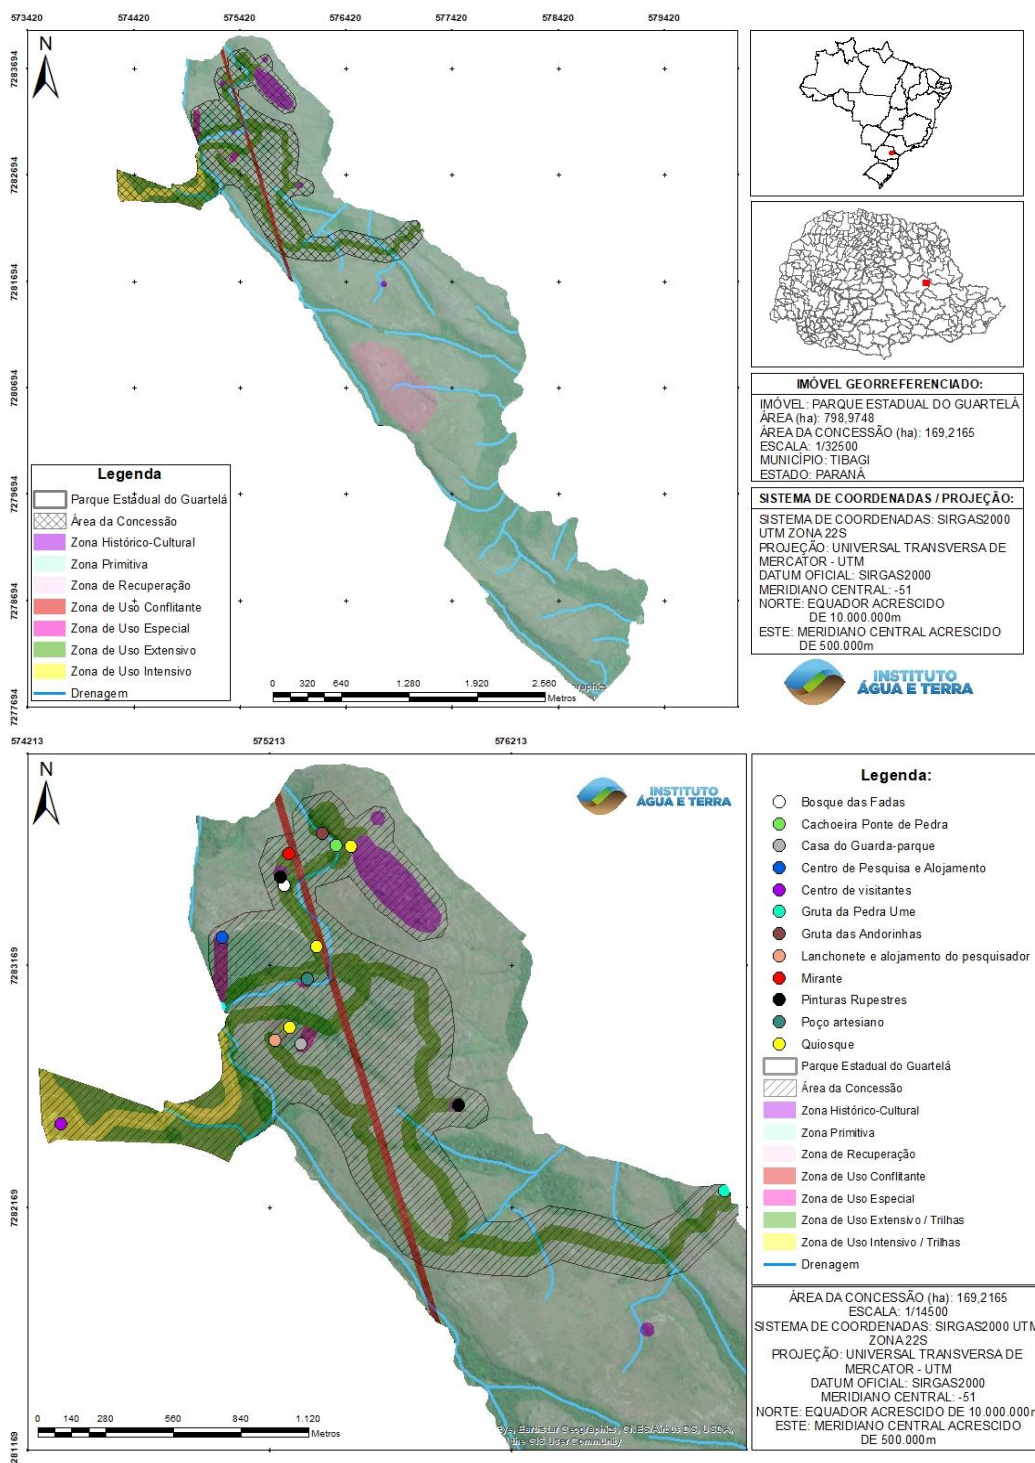 573420
574420
575420
576420
577420
578420
579420
N
7283694
7282694
7281694
7280694
7279694
7278694
7277694
Legenda
Parque Estadual do Guartelá
Área da Concessão
Zona Histórico-Cultural
Zona Primitiva
Zona de Recuperação
Zona de Uso Conflitante
Zona de Uso Especial
Zona de Uso Extensivo
Zona de Uso Intensivo
Drenagem
0 320 640 1.280 1.920 2.560
Metros
IMÓVEL GEORREFERENCIADO:
IMÓVEL: PARQUE ESTADUAL DO GUARTELÁ
ÁREA (ha): 798,9748
ÁREA DA CONCESSÃO (ha): 169,2165
ESCALA: 1/32500
MUNICÍPIO: TIBAGI
ESTADO: PARANÁ
SISTEMA DE COORDENADAS / PROJEÇÃO:
SISTEMA DE COORDENADAS: SIRGAS2000
UTM ZONA 22S
PROJEÇÃO: UNIVERSAL TRANSVERSA DE
MERCATOR - UTM
DATUM OFICIAL: SIRGAS2000
MERIDIANO CENTRAL: -51
NORTE: EQUADOR ACRESCIDO
DE 10.000.000m
ESTE: MERIDIANO CENTRAL ACRESCIDO
DE 500.000m
INSTITUTO
ÁGUA E TERRA
574213
575213
576213
N
INSTITUTO
ÁGUA E TERRA
7283169
7282169
281169
0 140 280 560 840 1.120
Metros
Earthstar Geographics, CNES/Airbus DS, USDA,
the GIS User Community
Legenda:
Bosque das Fadas
Cachoeira Ponte de Pedra
Casa do Guarda-parque
Centro de Pesquisa e Alojamento
Centro de visitantes
Gruta da Pedra Ume
Gruta das Andorinhas
Lanchonete e alojamento do pesquisador
Mirante
Pinturas Rupestres
Poço artesiano
Quiosque
Parque Estadual do Guartelá
Área da Concessão
Zona Histórico-Cultural
Zona Primitiva
Zona de Recuperação
Zona de Uso Conflitante
Zona de Uso Especial
Zona de Uso Extensivo / Trilhas
Zona de Uso Intensivo / Trilhas
Drenagem
ÁREA DA CONCESSÃO (ha): 169,2165
ESCALA: 1/14500
SISTEMA DE COORDENADAS: SIRGAS2000 UTM
ZONA 22S
PROJEÇÃO: UNIVERSAL TRANSVERSA DE
MERCATOR - UTM
DATUM OFICIAL: SIRGAS2000
MERIDIANO CENTRAL: -51
NORTE: EQUADOR ACRESCIDO DE 10.000.000m
ESTE: MERIDIANO CENTRAL ACRESCIDO
DE 500.000m